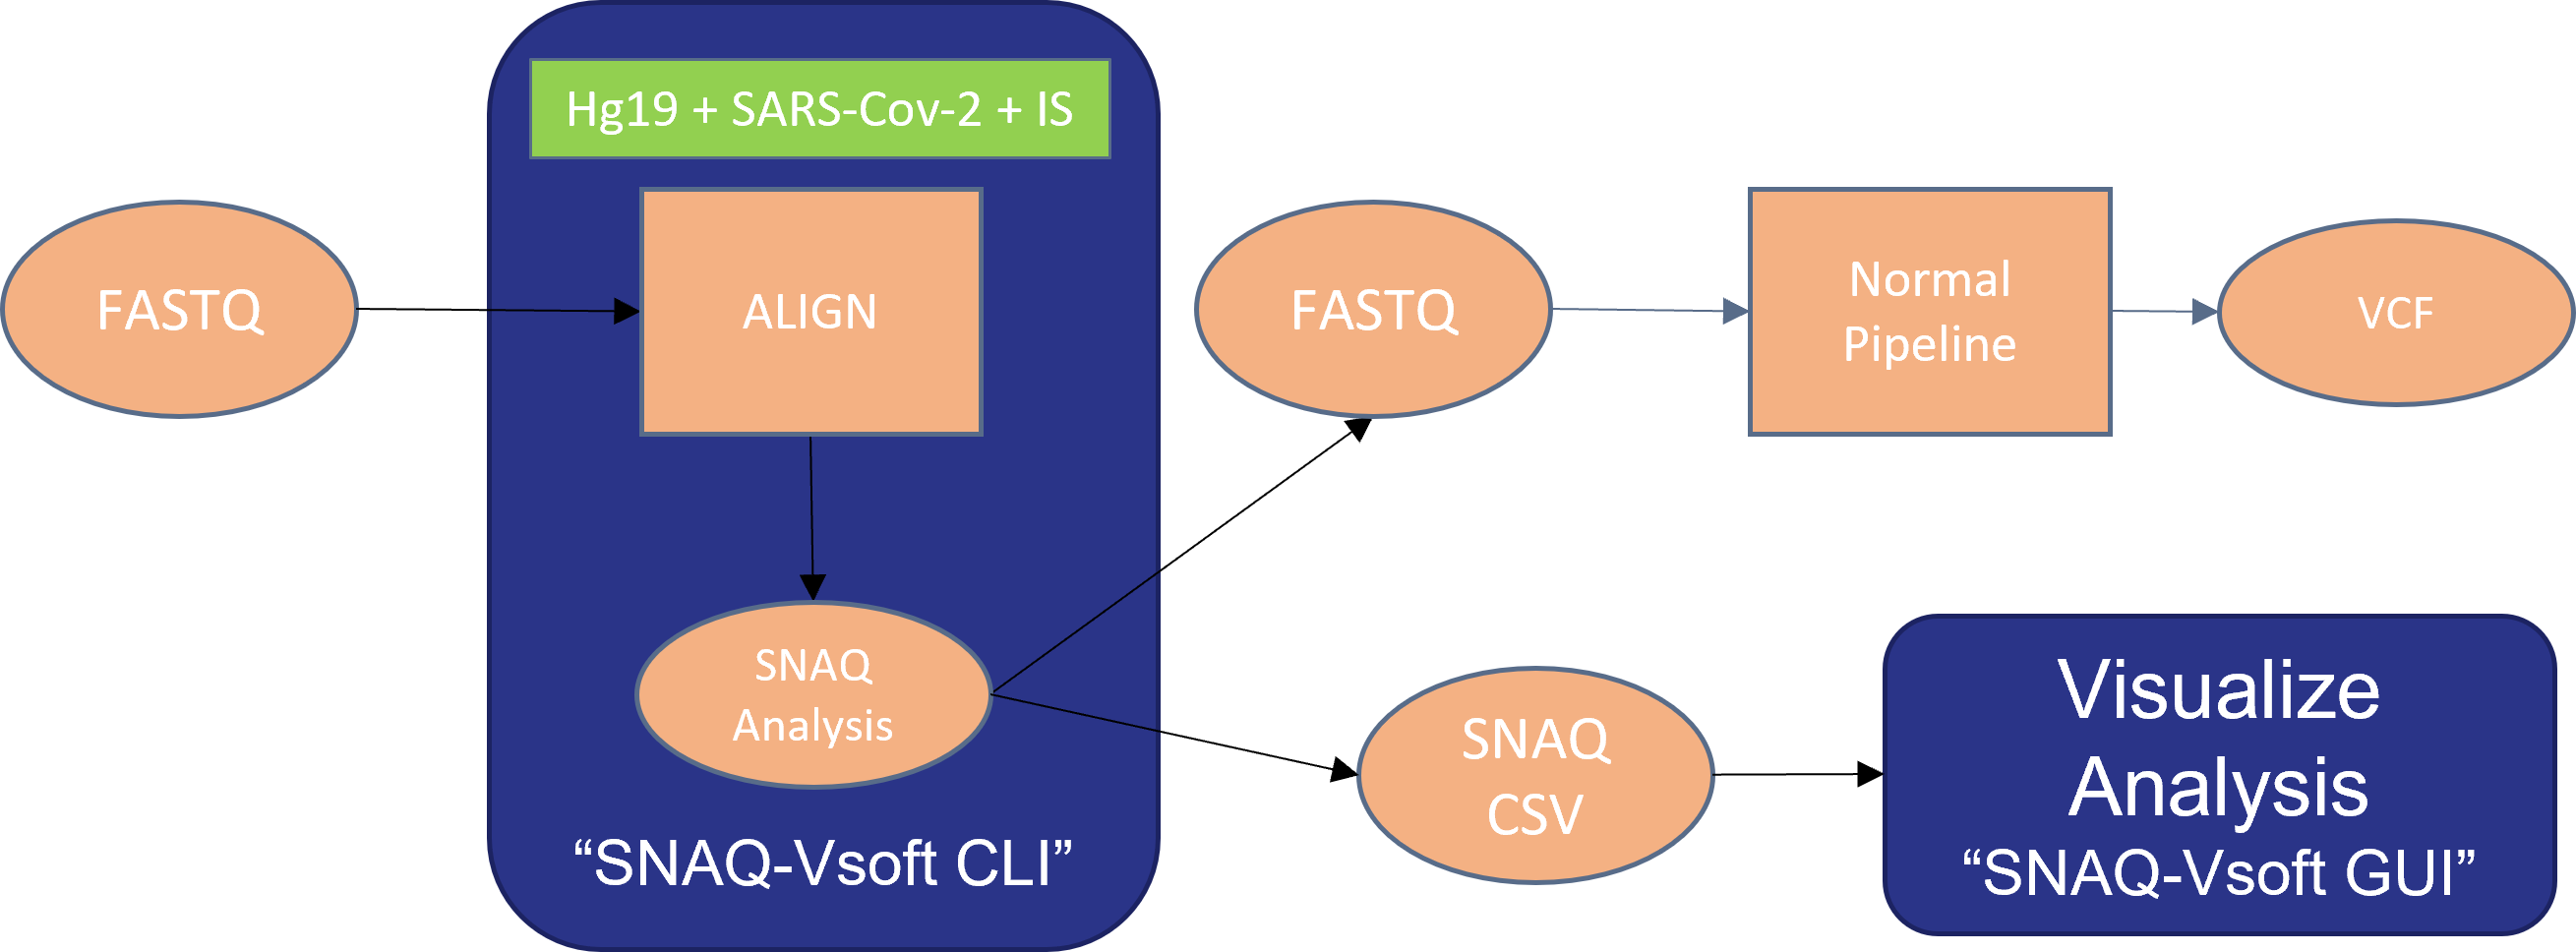 Hg19 + SARS-Cov-2 + IS
FASTQ
ALIGN
SNAQ
Analysis
“SNAQ-Vsoft CLI”
FASTQ
Normal
Pipeline
VCF
SNAQ
CSV
Visualize
Analysis
“SNAQ-Vsoft GUI”